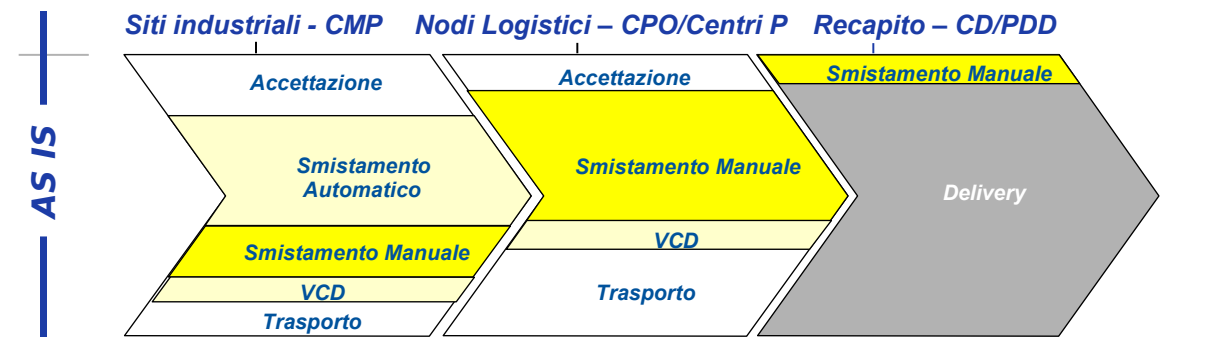 Siti industriali - CMP
Nodi Logistici – CPO/Centri P
Recapito – CD/PDD
AS IS
Accettazione
Smistamento
Automatico
Smistamento Manuale
VCD
Trasporto
Accettazione
Smistamento Manuale
VCD
Trasporto
Smistamento Manuale
Delivery